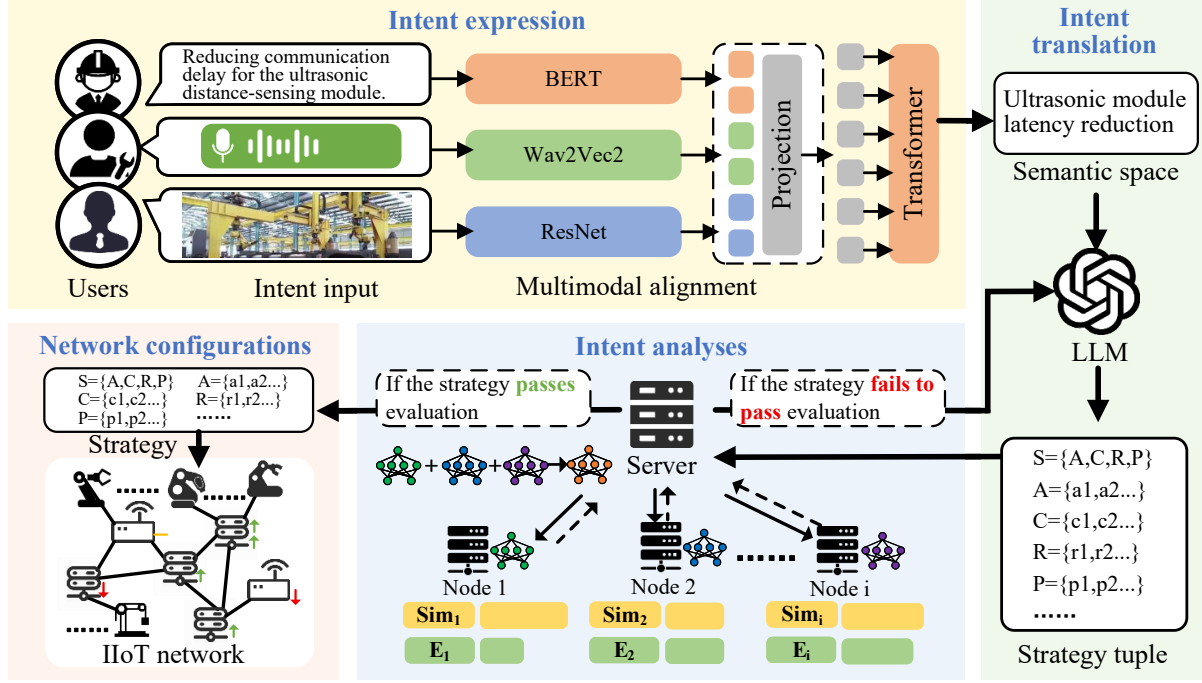 Intent expression
Reducing communication
delay for the ultrasonic
distance-sensing module.
BERT
Wav2Vec2
ResNet
Projection
Transformer
Users
Intent input
Multimodal alignment
Intent
translation
Ultrasonic module
latency reduction
Semantic space
LLM
S={A,C,R,P}
A={a1,a2...}
C={c1,c2...}
R={r1,r2...}
P={p1,p2...}
......
Strategy tuple
Network configurations
S={A,C,R,P} A={a1,a2...}
C={c1,c2...} R={r1,r2...}
P={p1,p2...} ......
Strategy
IIoT network
Intent analyses
If the strategy passes
evaluation
If the strategy fails to
pass evaluation
Server
+ +
Node 1
Node 2
Node i
Sim₁
Sim₂
Simᵢ
E₁
E₂
Eᵢ